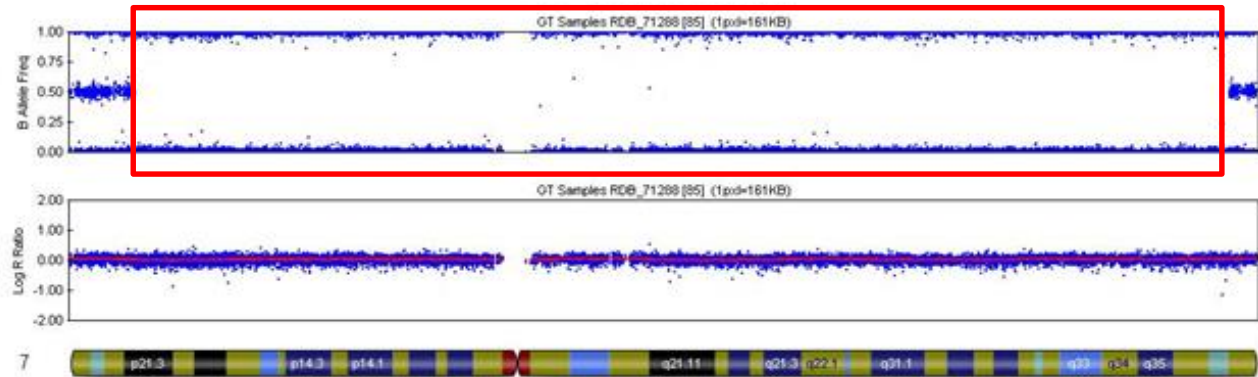 GT Samples RDB_71288 [85] (1pxl=161KB)
B Allele Freq
1.00
0.75
0.50
0.25
0.00
GT Samples RDB_71288 [85] (1pxl=161KB)
Log R Ratio
2.00
1.00
0.00
-1.00
-2.00
7 p21.3 p14.3 p14.1 q21.11 q21.3 q22.1 q31.1 q33 q34 q35